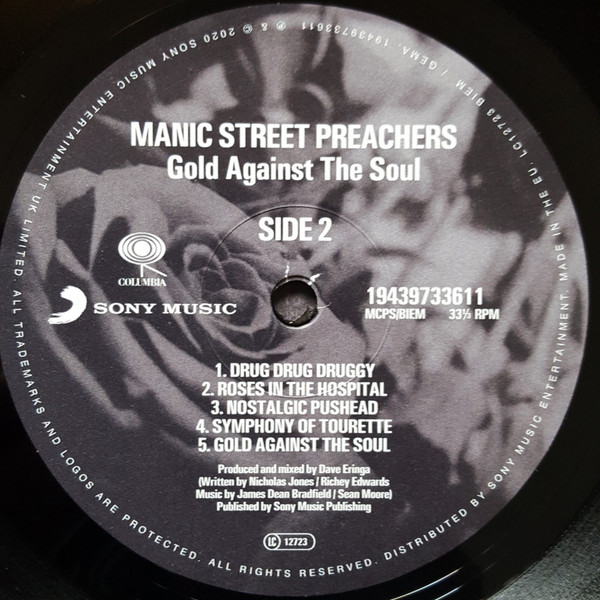 MANIC STREET PREACHERS
Gold Against The Soul
SIDE 2
COLUMBIA
SONY MUSIC
19439733611
MCPS/BIEM 33⅓ RPM
1. DRUG DRUG DRUGGY
2. ROSES IN THE HOSPITAL
3. NOSTALGIC PUSHEAD
4. SYMPHONY OF TOURETTE
5. GOLD AGAINST THE SOUL
Produced and mixed by Dave Eringa
(Written by Nicholas Jones / Richey Edwards
Music by James Dean Bradfield / Sean Moore)
Published by Sony Music Publishing
LC 12723
℗ & © 2020 SONY MUSIC ENTERTAINMENT UK LIMITED. ALL TRADEMARKS AND LOGOS ARE PROTECTED. ALL RIGHTS RESERVED. DISTRIBUTED BY SONY MUSIC ENTERTAINMENT. MADE IN THE EU. LC12723 BIEM / GEMA. 19439733611